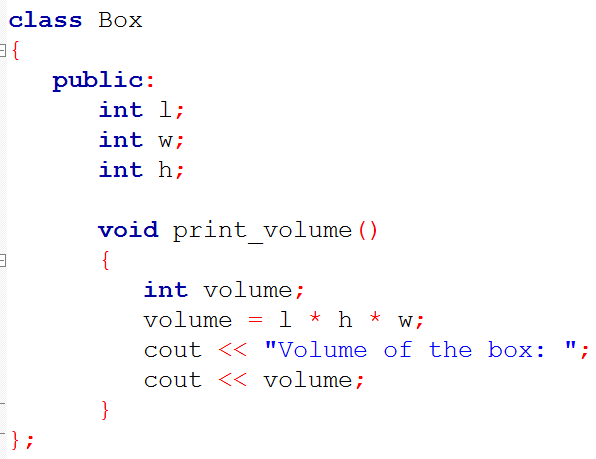 class Box
{
   public:
      int l;
      int w;
      int h;

      void print_volume()
      {
         int volume;
         volume = l * h * w;
         cout << "Volume of the box: ";
         cout << volume;
      }
};